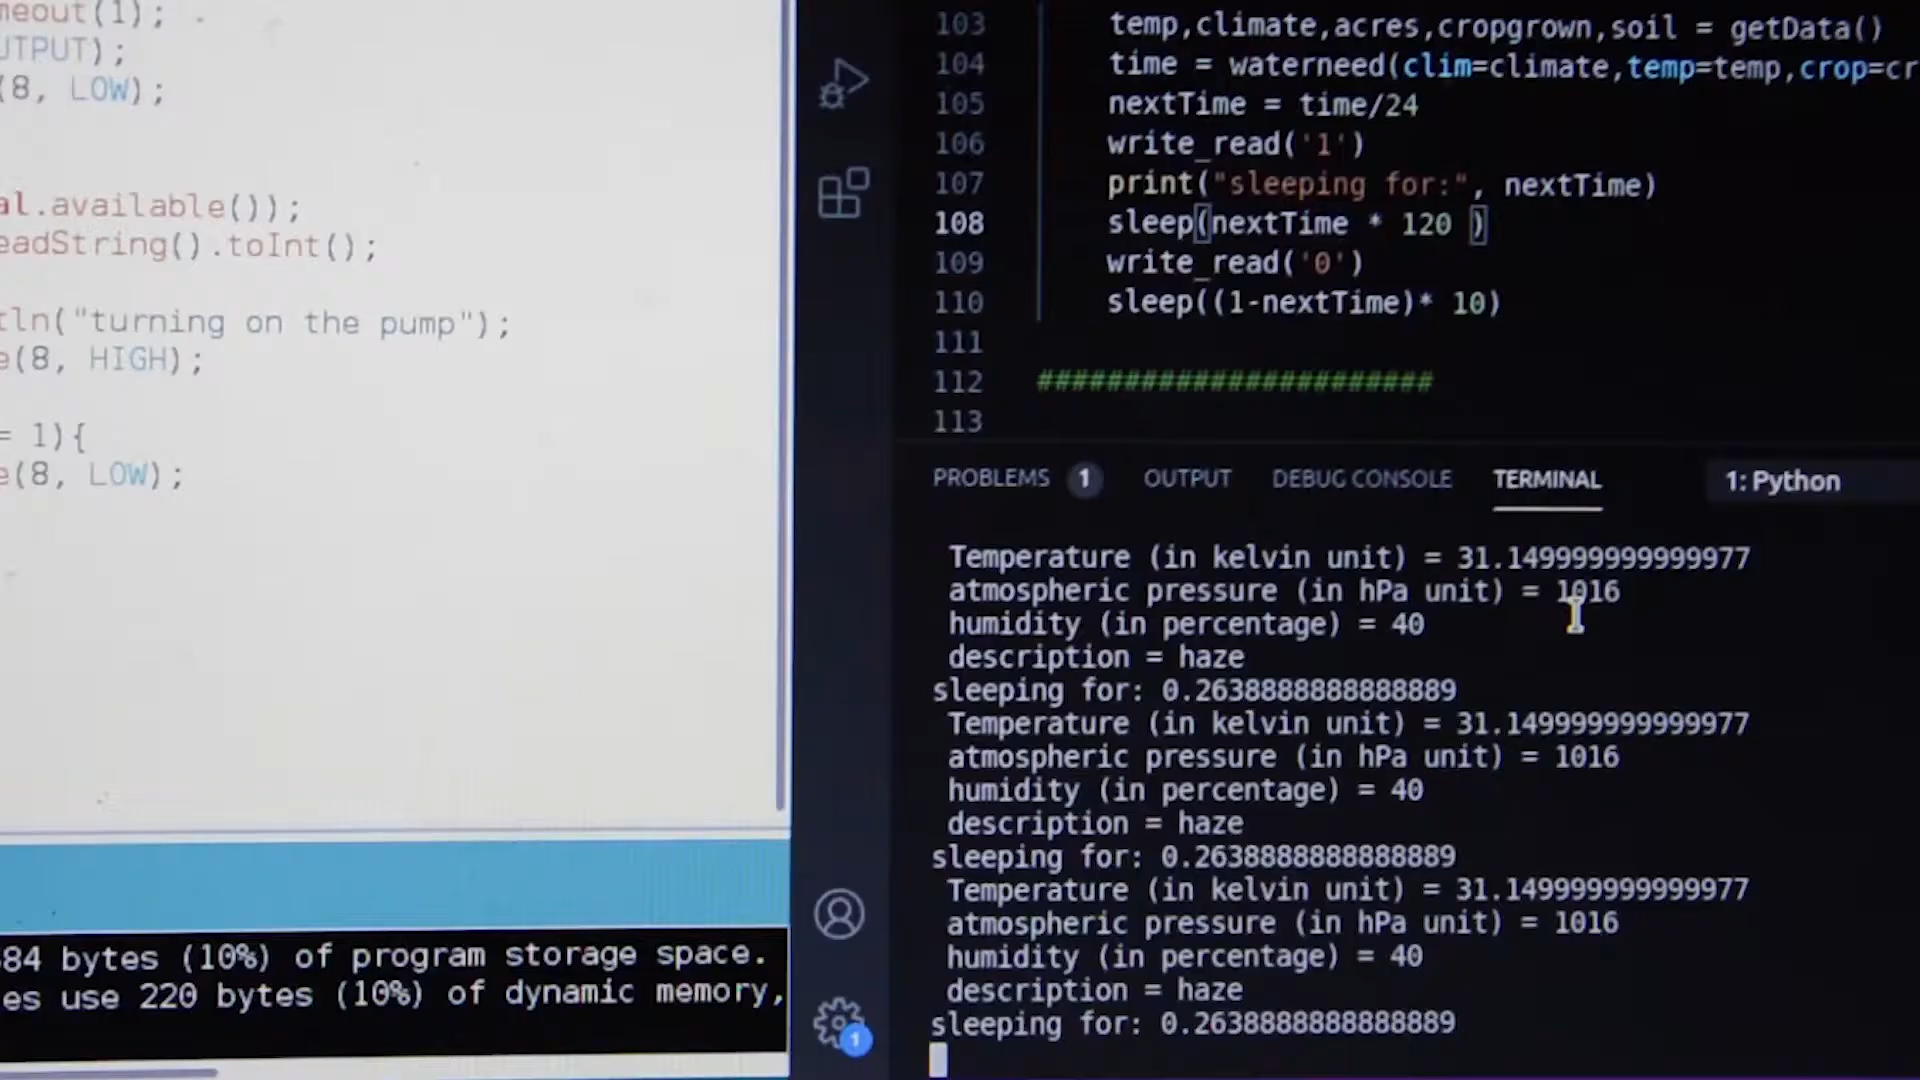 meout(1);
UTPUT);
(8, LOW);
al.available());
eadString().toInt();
tln("turning on the pump");
e(8, HIGH);
= 1){
e(8, LOW);
84 bytes (10%) of program storage space.
es use 220 bytes (10%) of dynamic memory,
103 temp,climate,acres,cropgrown,soil = getData()
104 time = waterneed(clim=climate,temp=temp,crop=cr
105 nextTime = time/24
106 write_read('1')
107 print("sleeping for:", nextTime)
108 sleep(nextTime * 120 )
109 write_read('0')
110 sleep((1-nextTime)* 10)
111
112 #######################
113
PROBLEMS 1 OUTPUT DEBUG CONSOLE TERMINAL 1: Python
Temperature (in kelvin unit) = 31.149999999999977
atmospheric pressure (in hPa unit) = 1016
humidity (in percentage) = 40
description = haze
sleeping for: 0.2638888888888889
Temperature (in kelvin unit) = 31.149999999999977
atmospheric pressure (in hPa unit) = 1016
humidity (in percentage) = 40
description = haze
sleeping for: 0.2638888888888889
Temperature (in kelvin unit) = 31.149999999999977
atmospheric pressure (in hPa unit) = 1016
humidity (in percentage) = 40
description = haze
sleeping for: 0.2638888888888889
1